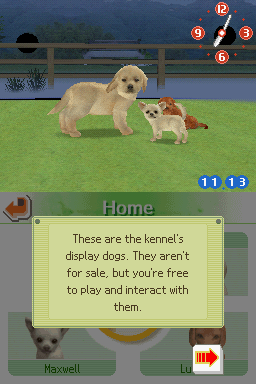 12
9
3
6
11 13
Home
These are the kennel's
display dogs. They aren't
for sale, but you're free
to play and interact with
them.
Maxwell
Lu